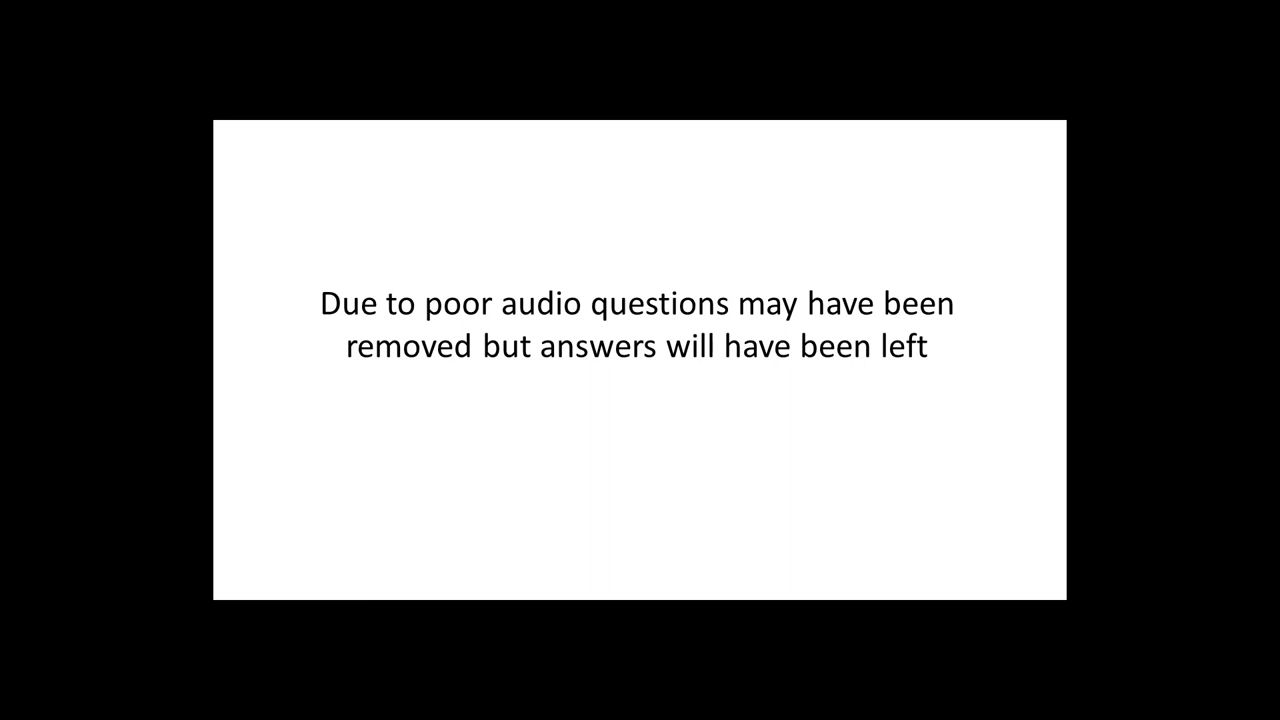 Due to poor audio questions may have been
removed but answers will have been left